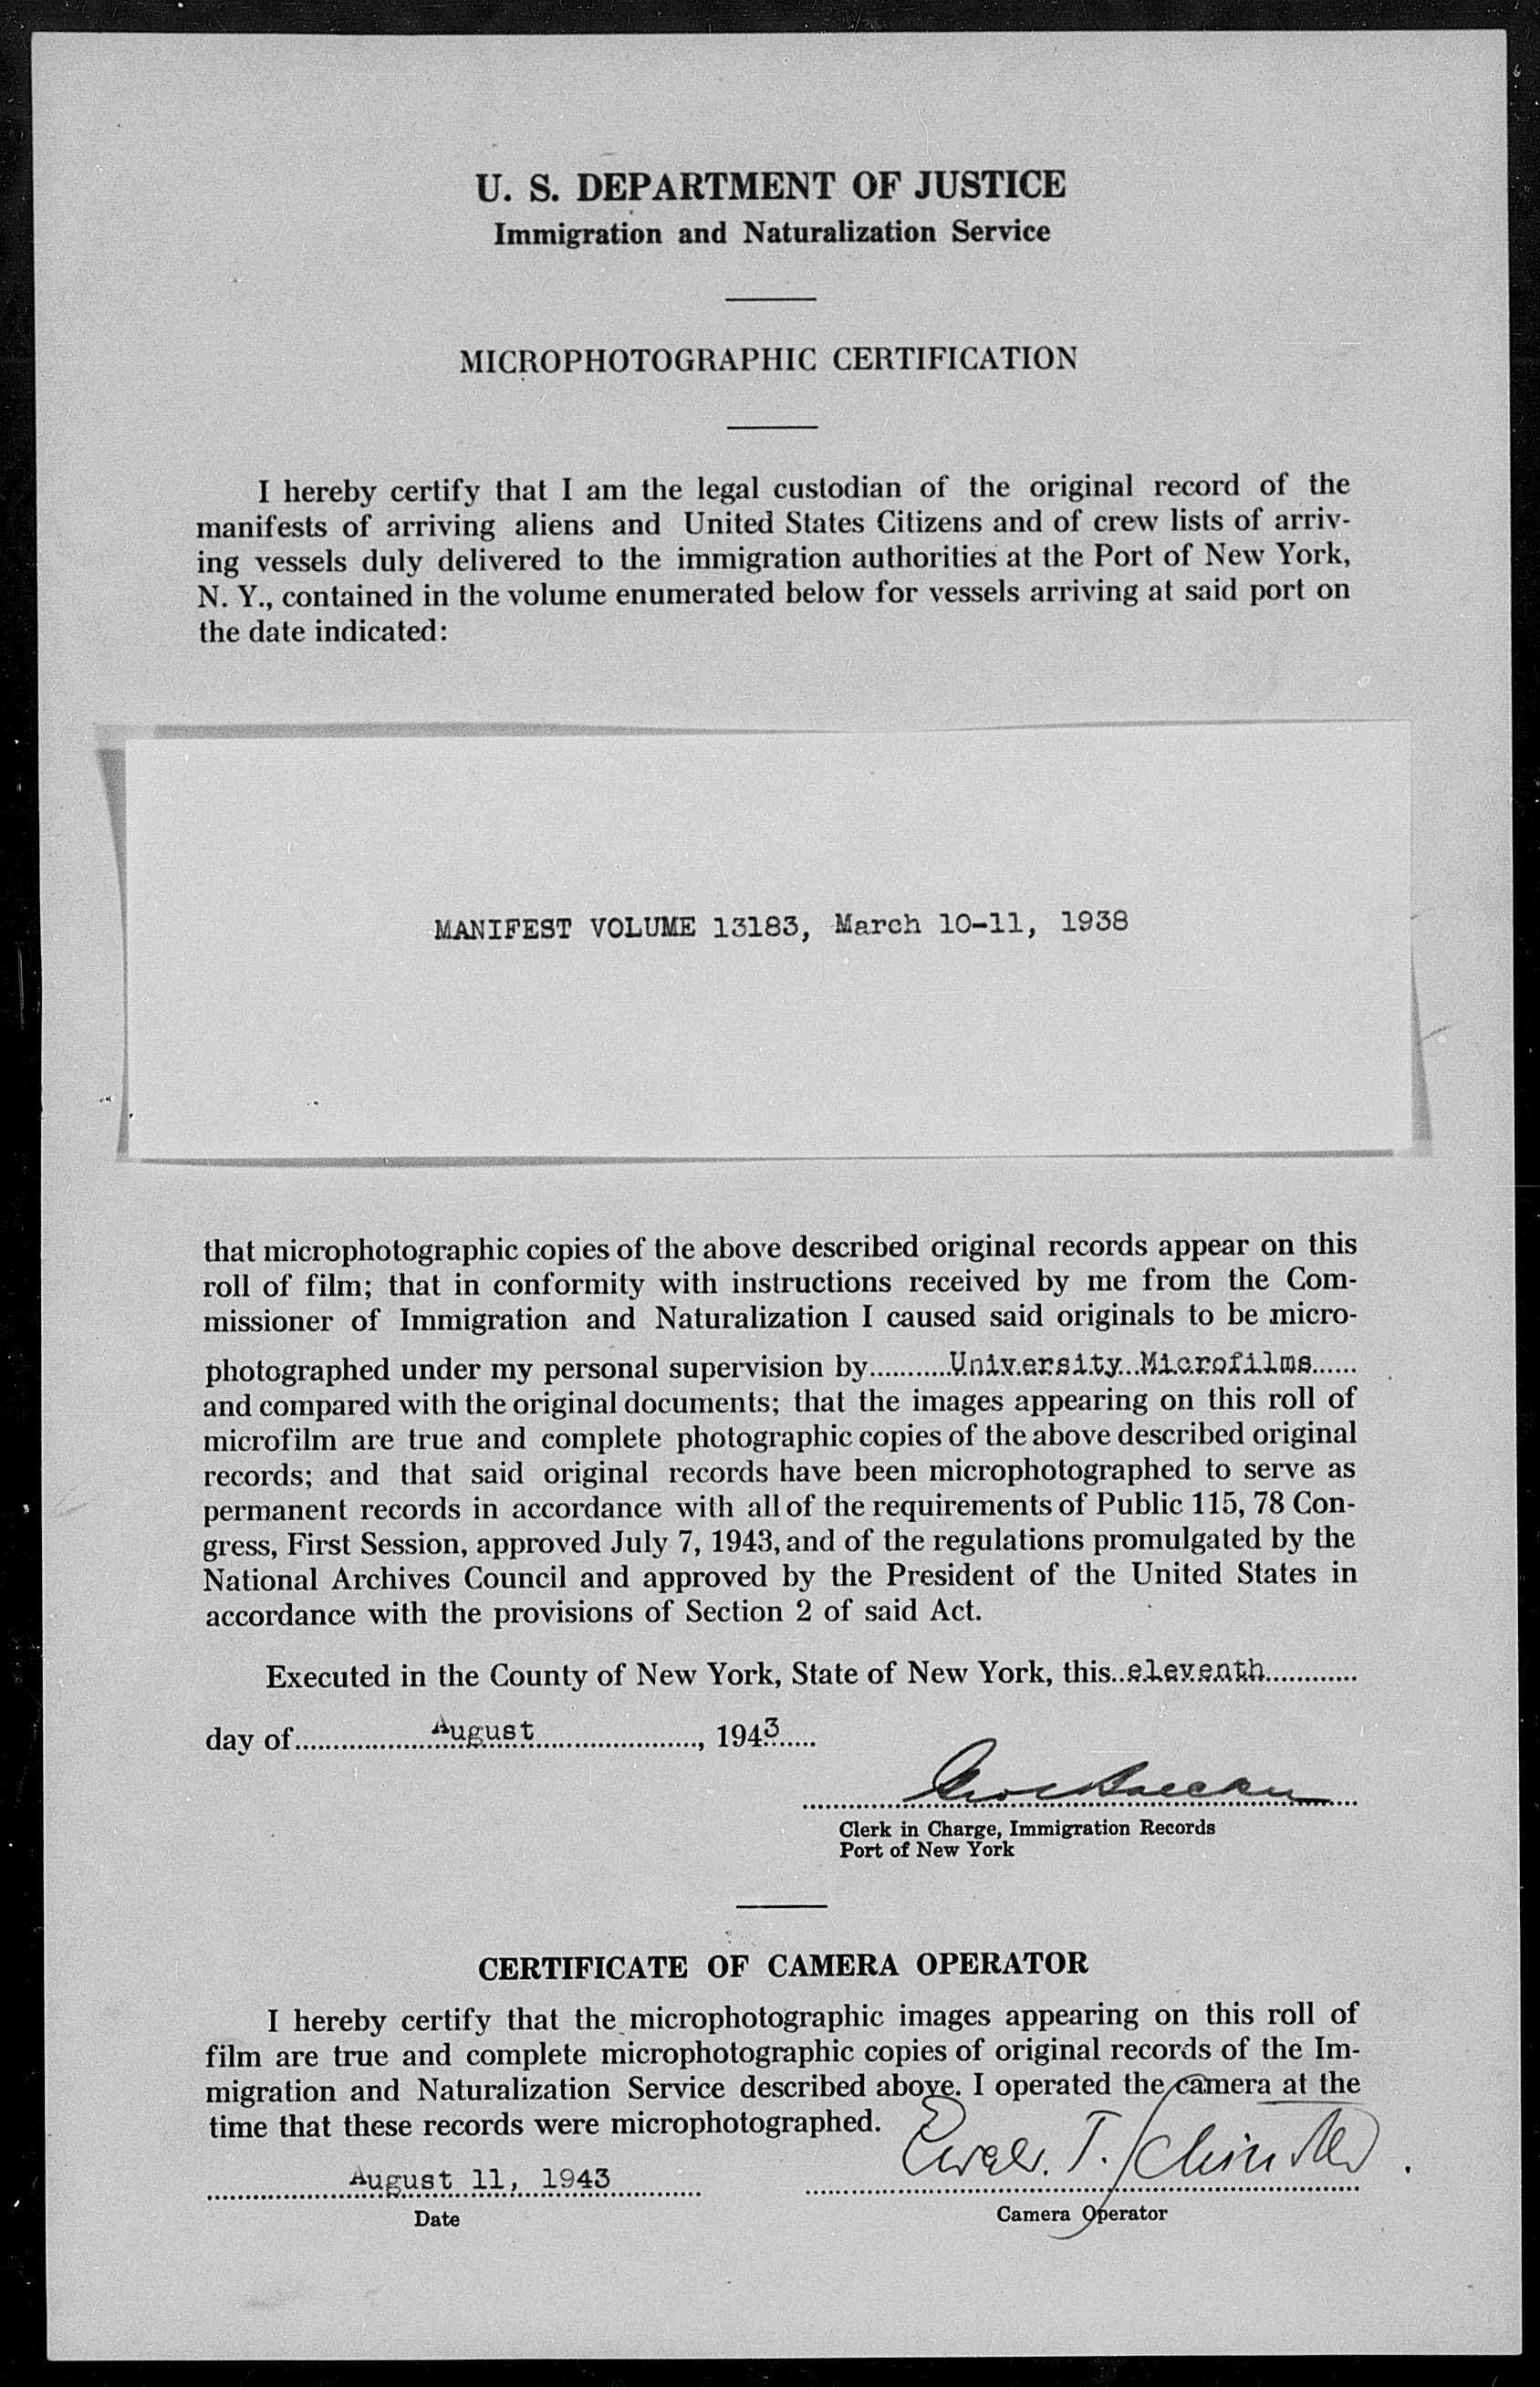 U. S. DEPARTMENT OF JUSTICE
Immigration and Naturalization Service
MICROPHOTOGRAPHIC CERTIFICATION
I hereby certify that I am the legal custodian of the original record of the
manifests of arriving aliens and United States Citizens and of crew lists of arriv-
ing vessels duly delivered to the immigration authorities at the Port of New York,
N. Y., contained in the volume enumerated below for vessels arriving at said port on
the date indicated:
MANIFEST VOLUME 13183, March 10-11, 1938
that microphotographic copies of the above described original records appear on this
roll of film; that in conformity with instructions received by me from the Com-
missioner of Immigration and Naturalization I caused said originals to be micro-
photographed under my personal supervision by University Microfilms
and compared with the original documents; that the images appearing on this roll of
microfilm are true and complete photographic copies of the above described original
records; and that said original records have been microphotographed to serve as
permanent records in accordance with all of the requirements of Public 115, 78 Con-
gress, First Session, approved July 7, 1943, and of the regulations promulgated by the
National Archives Council and approved by the President of the United States in
accordance with the provisions of Section 2 of said Act.
Executed in the County of New York, State of New York, this eleventh
day of August, 1943
Clerk in Charge, Immigration Records
Port of New York
CERTIFICATE OF CAMERA OPERATOR
I hereby certify that the microphotographic images appearing on this roll of
film are true and complete microphotographic copies of original records of the Im-
migration and Naturalization Service described above. I operated the camera at the
time that these records were microphotographed.
August 11, 1943
Date
Camera Operator